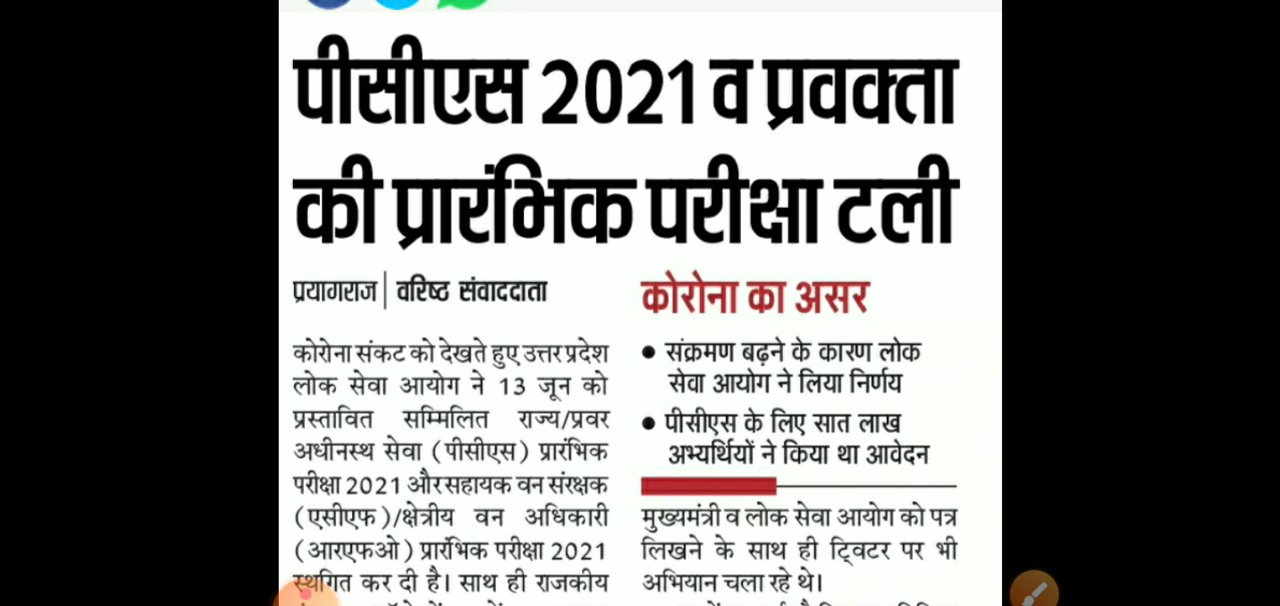 पीसीएस 2021 व प्रवक्ता
की प्रारंभिक परीक्षा टली
प्रयागराज | वरिष्ठ संवाददाता
कोरोना संकट को देखते हुए उत्तर प्रदेश
लोक सेवा आयोग ने 13 जून को
प्रस्तावित सम्मिलित राज्य/प्रवर
अधीनस्थ सेवा (पीसीएस) प्रारंभिक
परीक्षा 2021 और सहायक वन संरक्षक
(एसीएफ)/क्षेत्रीय वन अधिकारी
(आरएफओ) प्रारंभिक परीक्षा 2021
स्थगित कर दी है। साथ ही राजकीय
कोरोना का असर
● संक्रमण बढ़ने के कारण लोक
सेवा आयोग ने लिया निर्णय
● पीसीएस के लिए सात लाख
अभ्यर्थियों ने किया था आवेदन
मुख्यमंत्री व लोक सेवा आयोग को पत्र
लिखने के साथ ही ट्विटर पर भी
अभियान चला रहे थे।